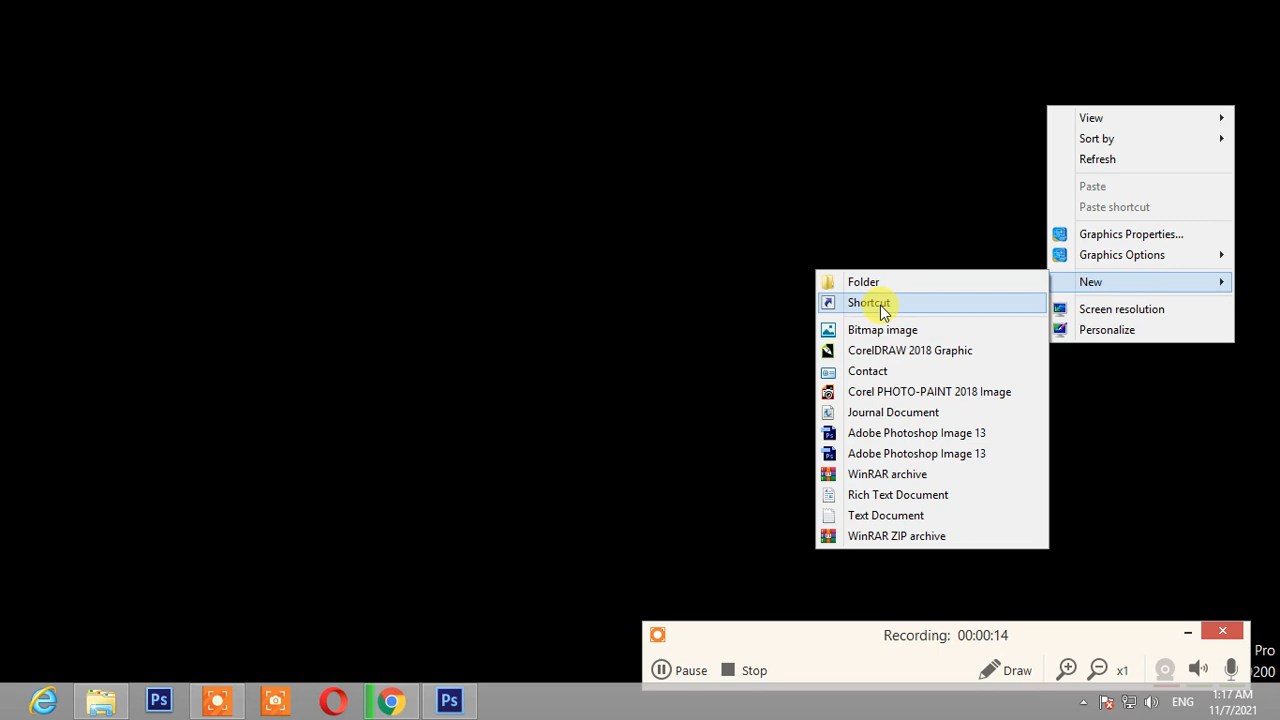 View
Sort by
Refresh
Paste
Paste shortcut
Graphics Properties...
Graphics Options
New
Screen resolution
Personalize
Folder
Shortcut
Bitmap image
CorelDRAW 2018 Graphic
Contact
Corel PHOTO-PAINT 2018 Image
Journal Document
Adobe Photoshop Image 13
Adobe Photoshop Image 13
WinRAR archive
Rich Text Document
Text Document
WinRAR ZIP archive
Recording: 00:00:14
Pause
Stop
Draw
x1
Pro
0200
Ps
Ps
ENG
1:17 AM
11/7/2021